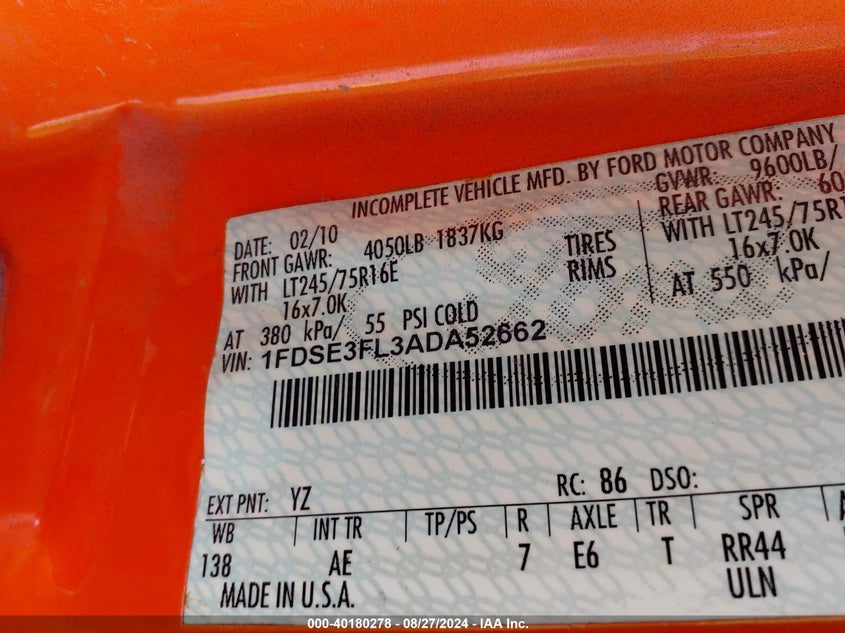 INCOMPLETE VEHICLE MFD. BY FORD MOTOR COMPANY
DATE: 02/10
GVWR: 9600LB/
FRONT GAWR: 4050LB 1837KG
REAR GAWR: 60
WITH LT245/75R16E TIRES
WITH LT245/75R1
16x7.0K RIMS
16x7.0K
AT 380 kPa/ 55 PSI COLD
AT 550 kPa/
VIN: 1FDSE3FL3ADA52662
EXT PNT: YZ RC: 86 DSO:
WB INT TR TP/PS R AXLE TR SPR
138 AE 7 E6 T RR44
ULN
MADE IN U.S.A.
000-40180278 - 08/27/2024 - IAA Inc.